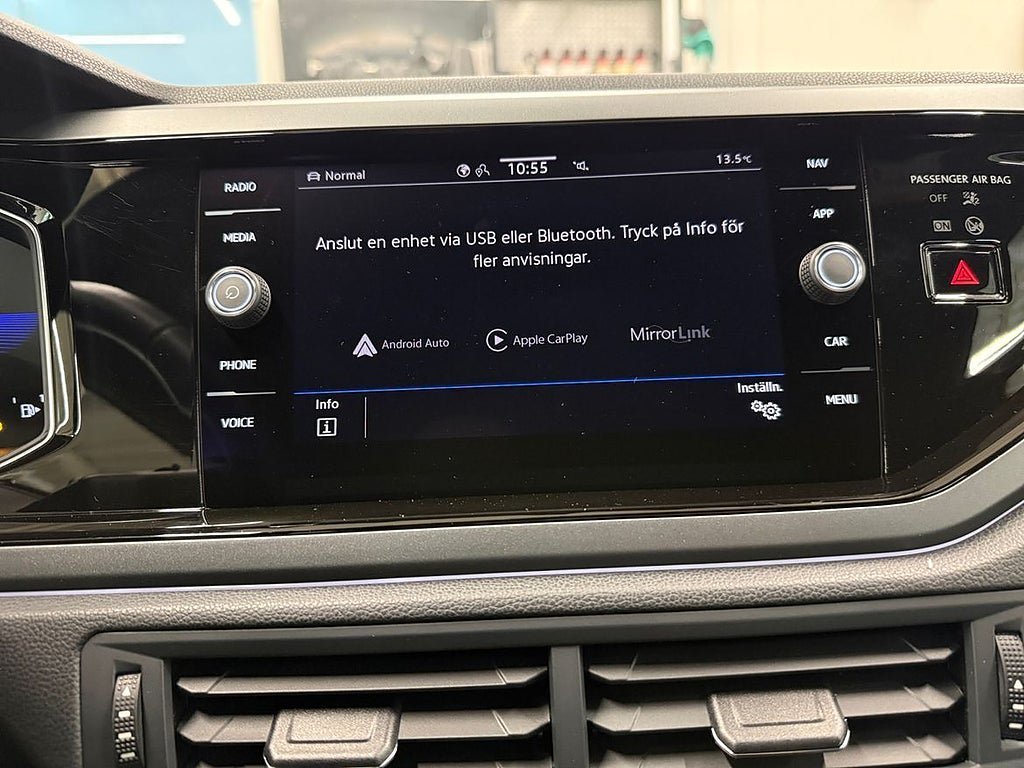 RADIO
MEDIA
PHONE
VOICE
Normal
10:55
13.5°C
Anslut en enhet via USB eller Bluetooth. Tryck på Info för
fler anvisningar.
Android Auto
Apple CarPlay
MirrorLink
Info
i
Inställn.
NAV
APP
CAR
MENU
PASSENGER AIR BAG
OFF
ON